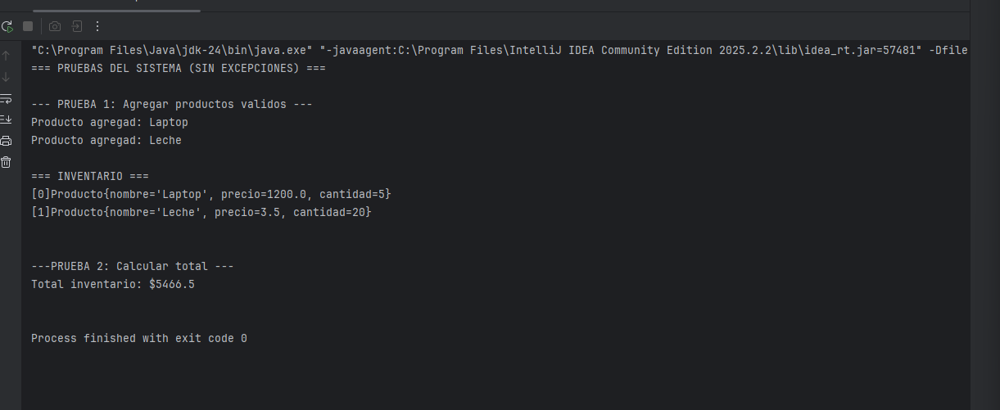 "C:\Program Files\Java\jdk-24\bin\java.exe" "-javaagent:C:\Program Files\IntelliJ IDEA Community Edition 2025.2.2\lib\idea_rt.jar=57481" -Dfile
=== PRUEBAS DEL SISTEMA (SIN EXCEPCIONES) ===
--- PRUEBA 1: Agregar productos validos ---
Producto agregad: Laptop
Producto agregad: Leche
=== INVENTARIO ===
[0]Producto{nombre='Laptop', precio=1200.0, cantidad=5}
[1]Producto{nombre='Leche', precio=3.5, cantidad=20}
---PRUEBA 2: Calcular total ---
Total inventario: $5466.5
Process finished with exit code 0